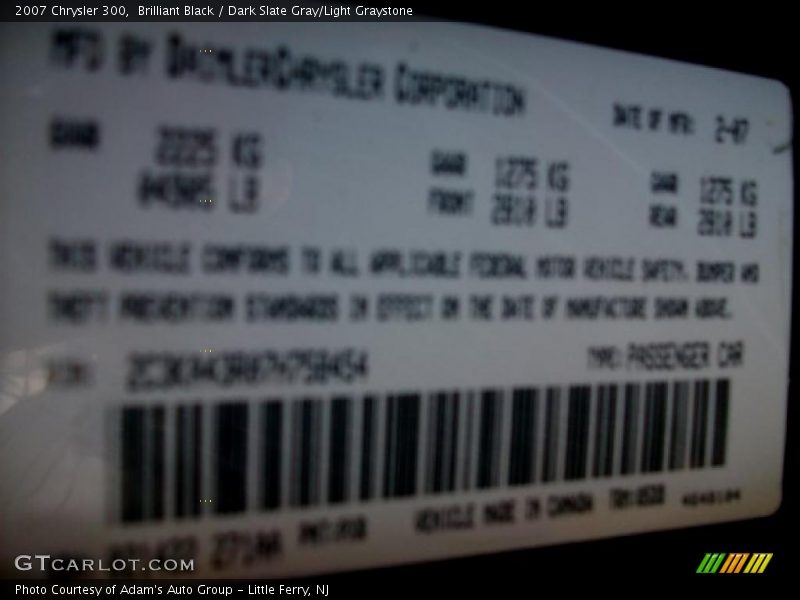 2007 Chrysler 300, Brilliant Black / Dark Slate Gray/Light Graystone
MFD BY DAIMLERCHRYSLER CORPORATION
DATE OF MFR: 2-07
GVWR 2225 KG GAWR 1275 KG GAWR 1275 KG
04905 LB FRONT 2810 LB REAR 2810 LB
THIS VEHICLE CONFORMS TO ALL APPLICABLE FEDERAL MOTOR VEHICLE SAFETY, BUMPER AND
THEFT PREVENTION STANDARDS IN EFFECT ON THE DATE OF MANUFACTURE SHOWN ABOVE.
VIN: TYPE: PASSENGER CAR
VEHICLE MADE IN CANADA
GTCARLOT.COM
Photo Courtesy of Adam's Auto Group - Little Ferry, NJ